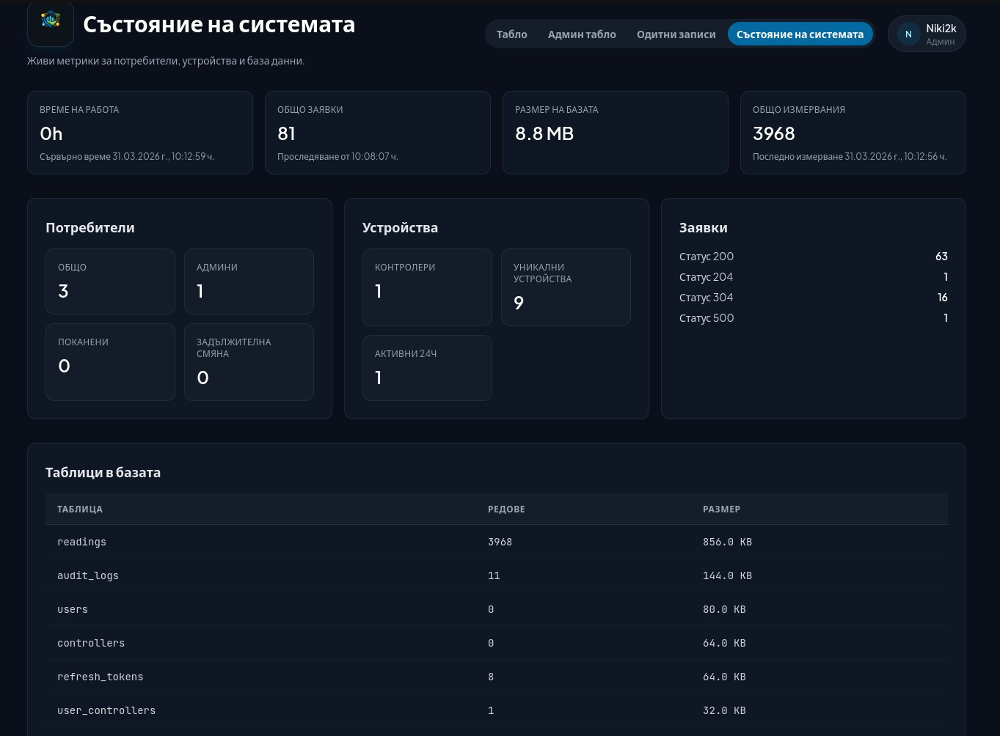 Състояние на системата
Табло
Админ табло
Одитни записи
Състояние на системата
N
Niki2k
Админ
Живи метрики за потребители, устройства и база данни.
ВРЕМЕ НА РАБОТА
0h
Сървърно време 31.03.2026 г., 10:12:59 ч.
ОБЩО ЗАЯВКИ
81
Проследяване от 10:08:07 ч.
РАЗМЕР НА БАЗАТА
8.8 MB
ОБЩО ИЗМЕРВАНИЯ
3968
Последно измерване 31.03.2026 г., 10:12:56 ч.
Потребители
ОБЩО
3
АДМИНИ
1
ПОКАНЕНИ
0
ЗАДЪЛЖИТЕЛНА
СМЯНА
0
Устройства
КОНТРОЛЕРИ
1
УНИКАЛНИ
УСТРОЙСТВА
9
АКТИВНИ 24Ч
1
Заявки
Статус 200 63
Статус 204 1
Статус 304 16
Статус 500 1
Таблици в базата
ТАБЛИЦА РЕДОВЕ РАЗМЕР
readings 3968 856.0 KB
audit_logs 11 144.0 KB
users 0 80.0 KB
controllers 0 64.0 KB
refresh_tokens 8 64.0 KB
user_controllers 1 32.0 KB